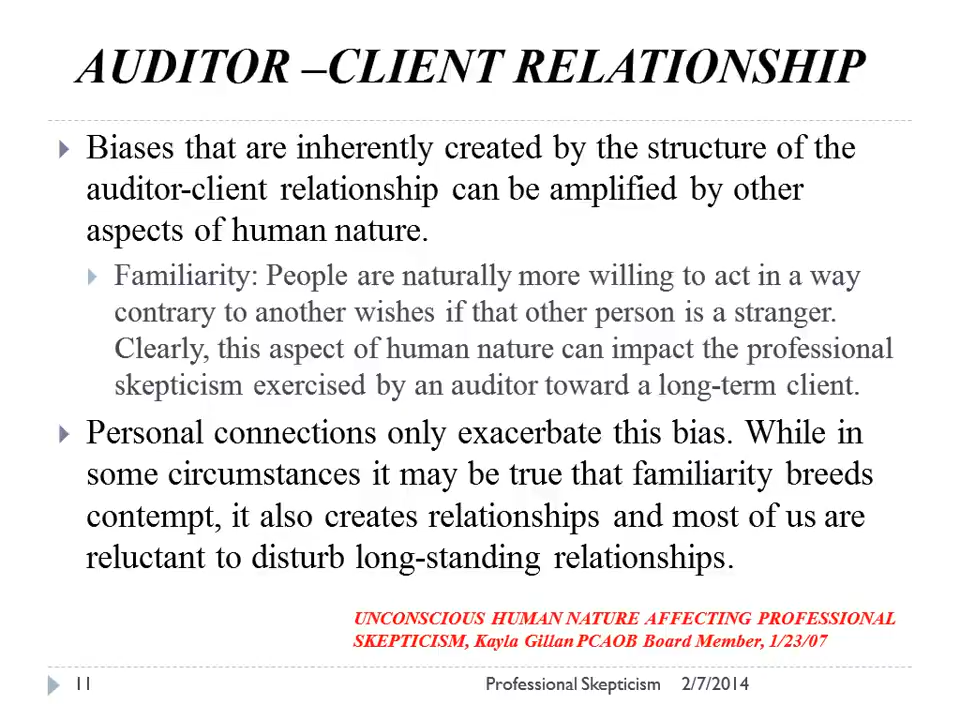 AUDITOR –CLIENT RELATIONSHIP
Biases that are inherently created by the structure of the
auditor-client relationship can be amplified by other
aspects of human nature.
Familiarity: People are naturally more willing to act in a way
contrary to another wishes if that other person is a stranger.
Clearly, this aspect of human nature can impact the professional
skepticism exercised by an auditor toward a long-term client.
Personal connections only exacerbate this bias. While in
some circumstances it may be true that familiarity breeds
contempt, it also creates relationships and most of us are
reluctant to disturb long-standing relationships.
UNCONSCIOUS HUMAN NATURE AFFECTING PROFESSIONAL
SKEPTICISM, Kayla Gillan PCAOB Board Member, 1/23/07
11 Professional Skepticism 2/7/2014